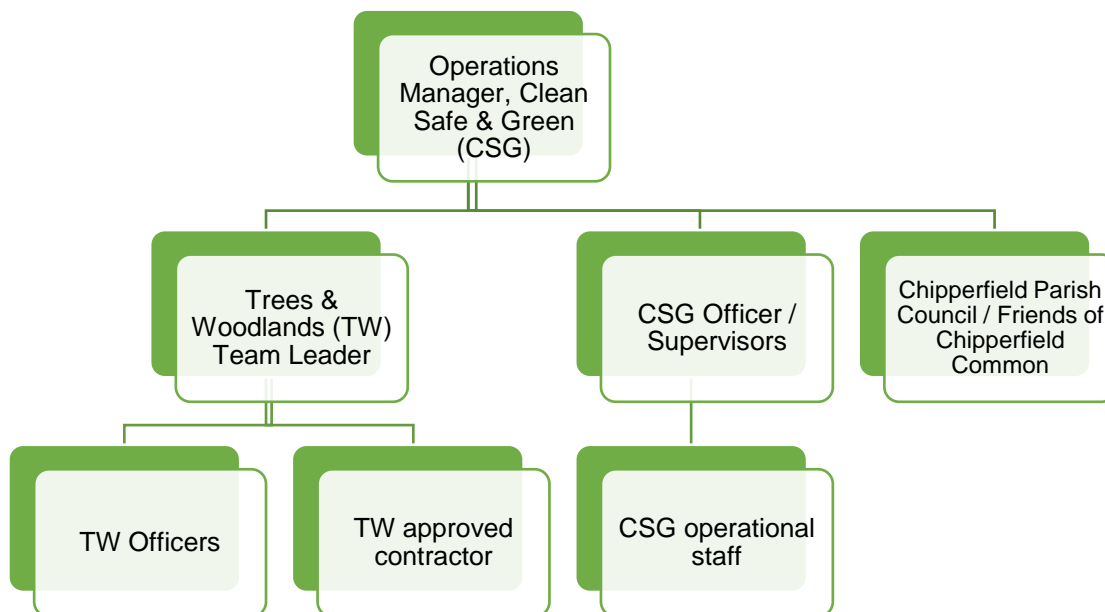 Operations
Manager, Clean
Safe & Green
(CSG)
Trees &
Woodlands (TW)
Team Leader
CSG Officer /
Supervisors
Chipperfield Parish
Council / Friends of
Chipperfield
Common
TW Officers
TW approved
contractor
CSG operational
staff